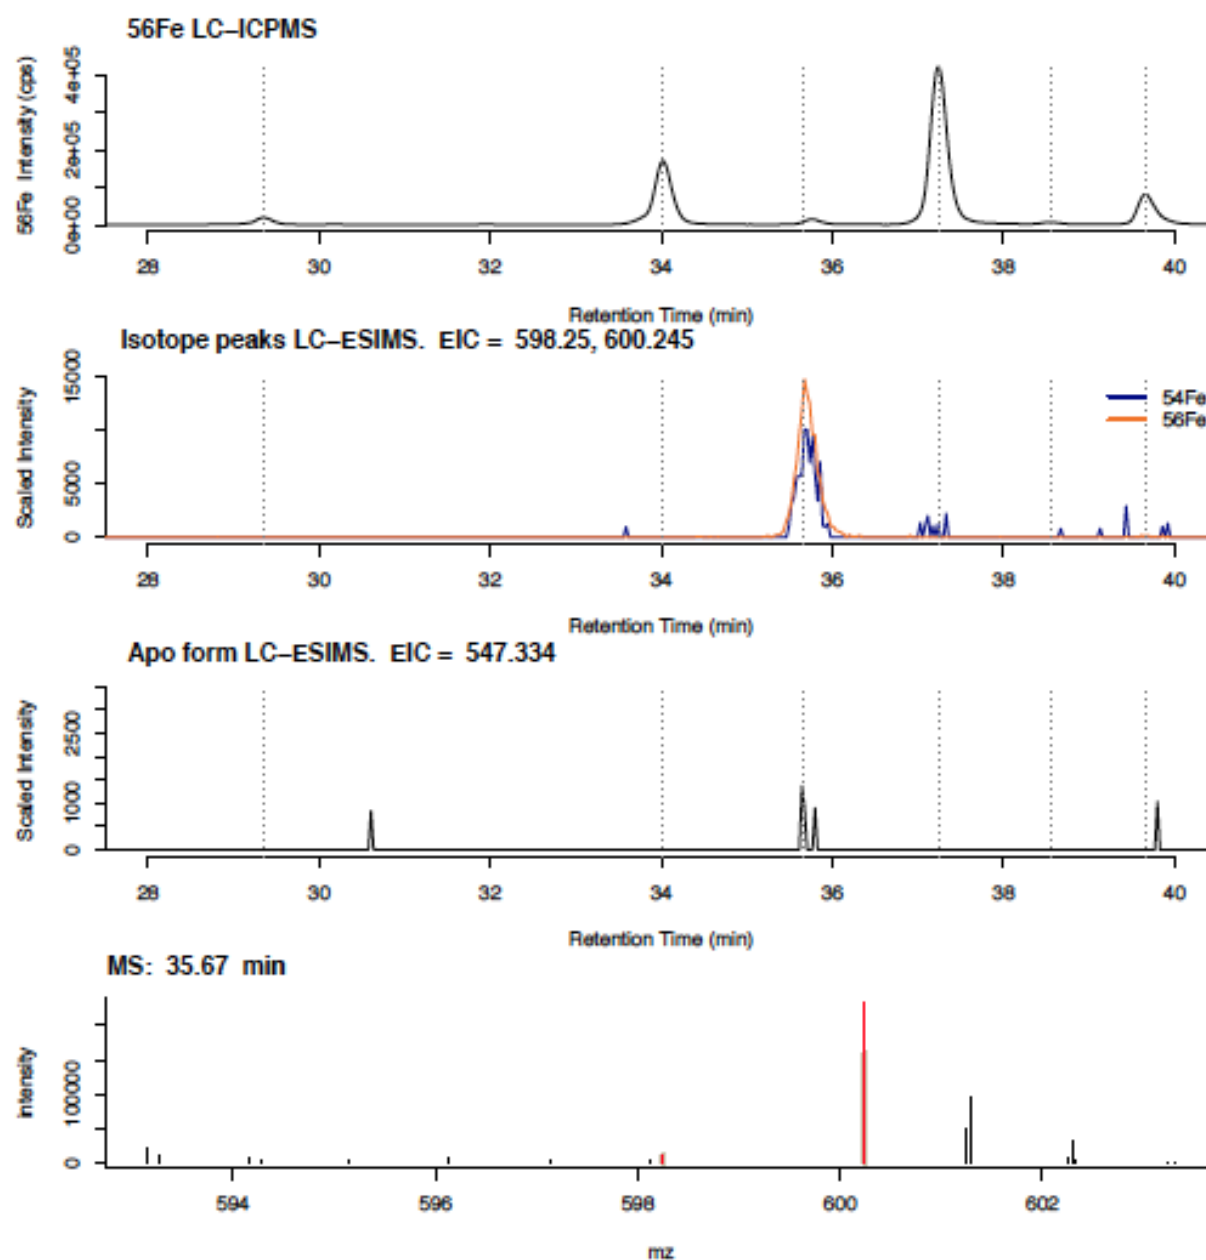 56Fe LC–ICPMS
56Fe Intensity (cps)
0e+00 2e+05 4e+05
28 30 32 34 36 38 40
Retention Time (min)
Isotope peaks LC–ESIMS. EIC = 598.25, 600.245
Scaled Intensity
0 5000 15000
54Fe
56Fe
28 30 32 34 36 38 40
Retention Time (min)
Apo form LC–ESIMS. EIC = 547.334
Scaled Intensity
0 1000 2500
28 30 32 34 36 38 40
Retention Time (min)
MS: 35.67 min
intensity
0 100000
594 596 598 600 602
mz